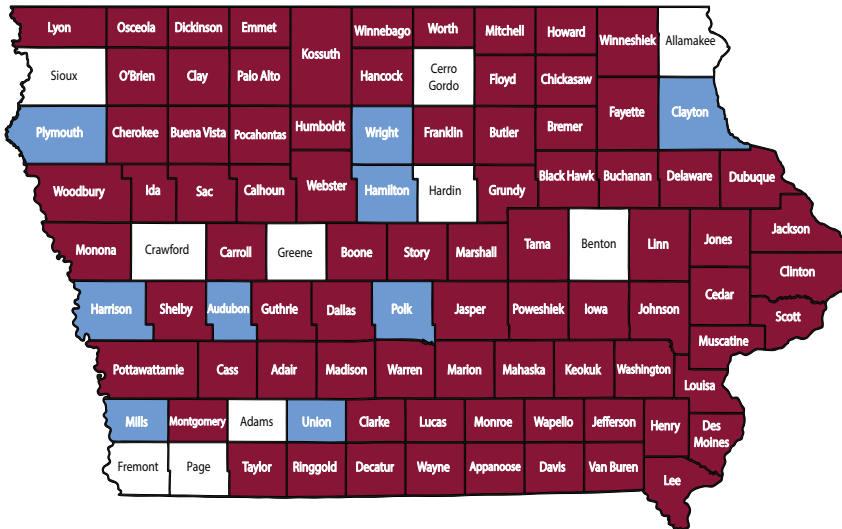 Lyon
Osceola
Dickinson
Emmet
Kossuth
Winnebago
Worth
Mitchell
Howard
Winneshiek
Allamakee
Sioux
O'Brien
Clay
Palo Alto
Hancock
Cerro
Gordo
Floyd
Chickasaw
Plymouth
Cherokee
Buena Vista
Pocahontas
Humboldt
Wright
Franklin
Butler
Bremer
Fayette
Clayton
Woodbury
Ida
Sac
Calhoun
Webster
Hamilton
Hardin
Grundy
Black Hawk
Buchanan
Delaware
Dubuque
Monona
Crawford
Carroll
Greene
Boone
Story
Marshall
Tama
Benton
Linn
Jones
Jackson
Clinton
Harrison
Shelby
Audubon
Guthrie
Dallas
Polk
Jasper
Poweshiek
Iowa
Johnson
Cedar
Scott
Muscatine
Pottawattamie
Cass
Adair
Madison
Warren
Marion
Mahaska
Keokuk
Washington
Louisa
Mills
Montgomery
Adams
Union
Clarke
Lucas
Monroe
Wapello
Jefferson
Henry
Des
Moines
Fremont
Page
Taylor
Ringgold
Decatur
Wayne
Appanoose
Davis
Van Buren
Lee